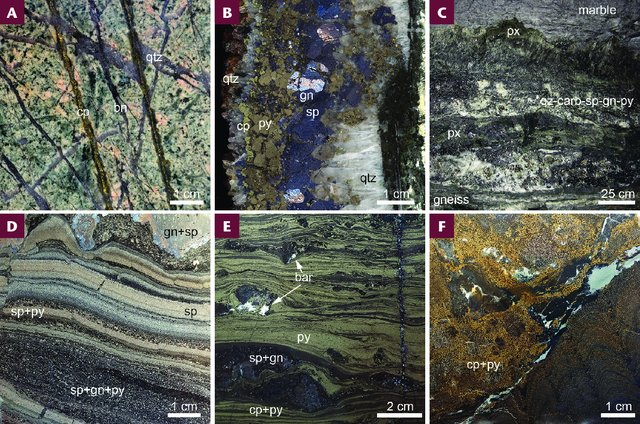 A
qtz
cp
bn
1 cm
B
qtz
gn
cp
py
sp
qtz
1 cm
C
marble
px
qz-carb-sp-gn-py
px
gneiss
25 cm
D
gn+sp
sp+py
sp
sp+gn+py
1 cm
E
bar
py
sp+gn
cp+py
2 cm
F
cp+py
1 cm